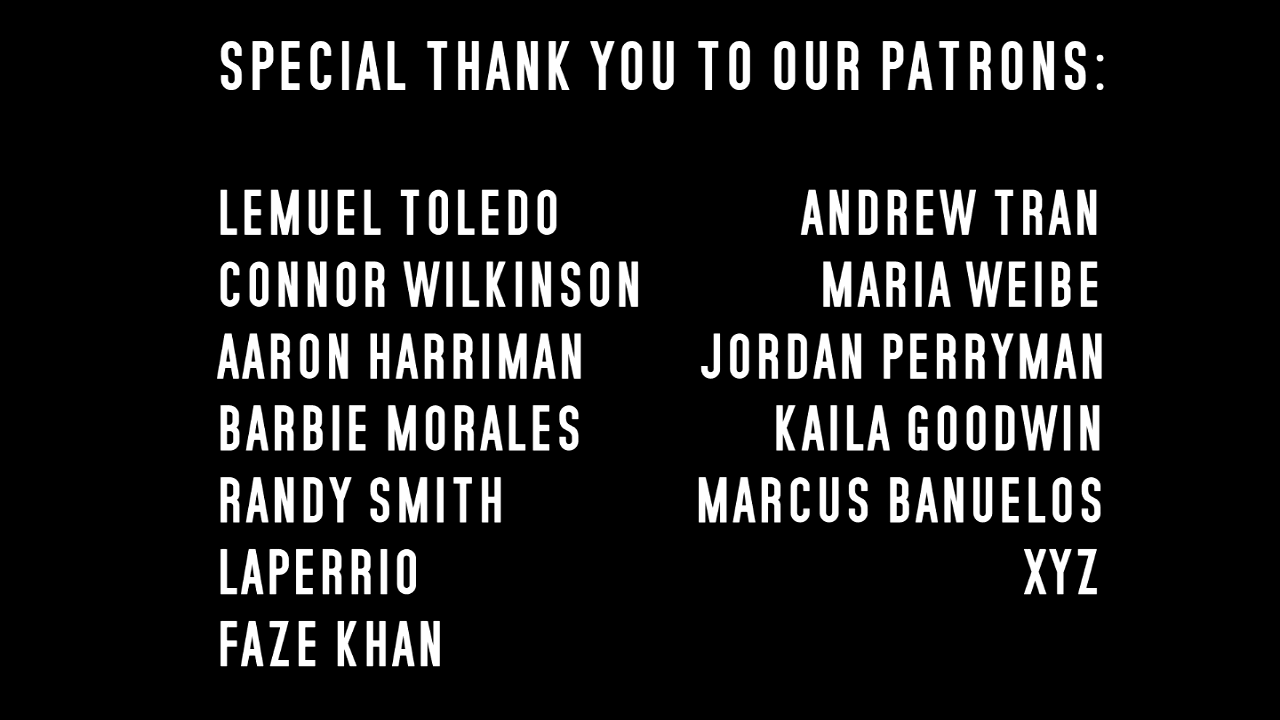 SPECIAL THANK YOU TO OUR PATRONS:
LEMUEL TOLEDO
CONNOR WILKINSON
AARON HARRIMAN
BARBIE MORALES
RANDY SMITH
LAPERRIO
FAZE KHAN
ANDREW TRAN
MARIA WEIBE
JORDAN PERRYMAN
KAILA GOODWIN
MARCUS BANUELOS
XYZ